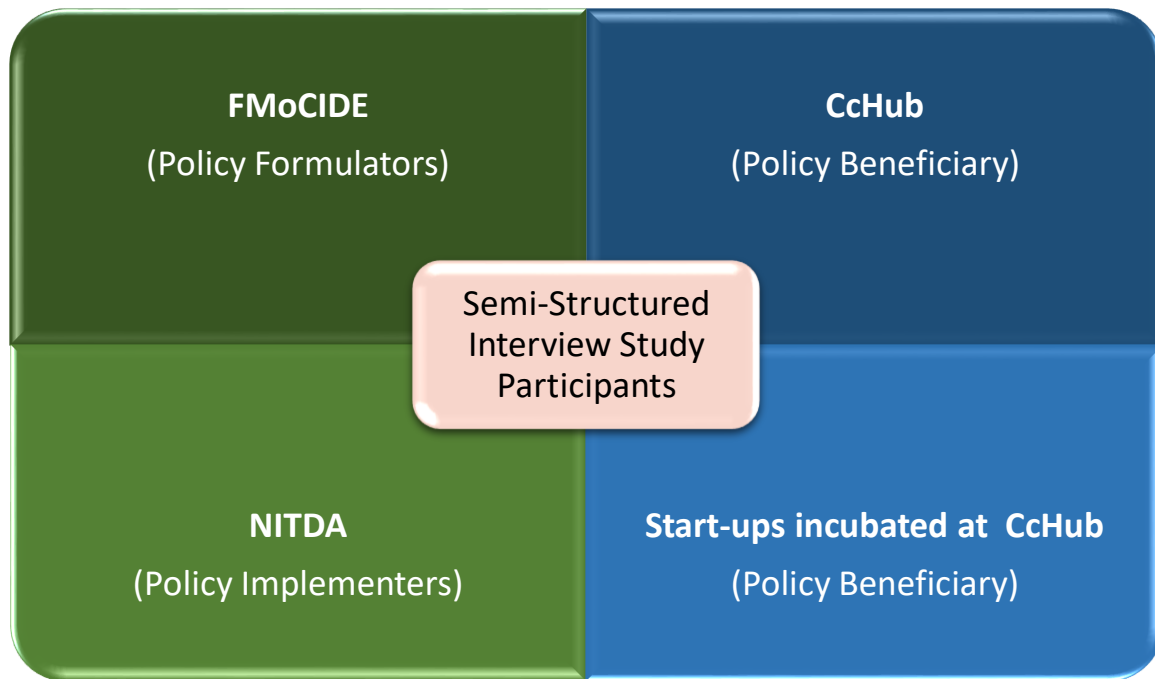 FMoCIDE
(Policy Formulators)
CcHub
(Policy Beneficiary)
Semi-Structured
Interview Study
Participants
NITDA
(Policy Implementers)
Start-ups incubated at CcHub
(Policy Beneficiary)